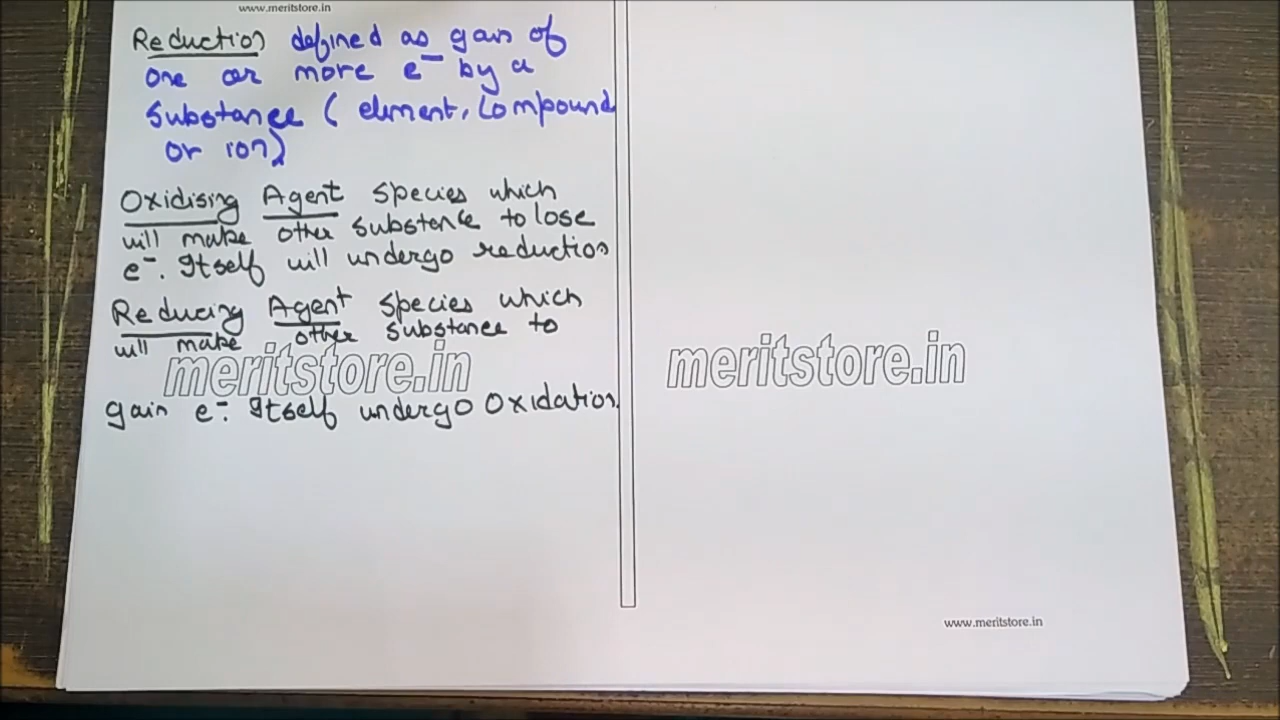 www.meritstore.in
Reduction defined as gain of
one or more e⁻ by a
Substance ( element, Compound
or ion)
Oxidising Agent Species which
will make other Substance to lose
e⁻. Itself will undergo reduction
Reducing Agent Species which
will make other substance to
meritstore.in
gain e⁻. Itself undergo Oxidation.
meritstore.in
www.meritstore.in